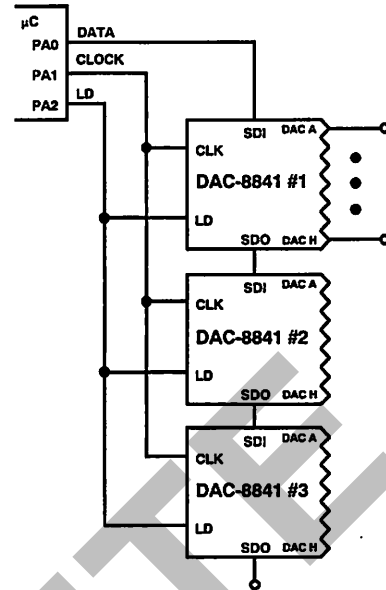 µC
DATA
PA0
CLOCK
PA1
LD
PA2
SDI DAC A
CLK
DAC-8841 #1
LD
SDO DAC H
SDI DAC A
CLK
DAC-8841 #2
LD
SDO DAC H
SDI DAC A
CLK
DAC-8841 #3
LD
SDO DAC H